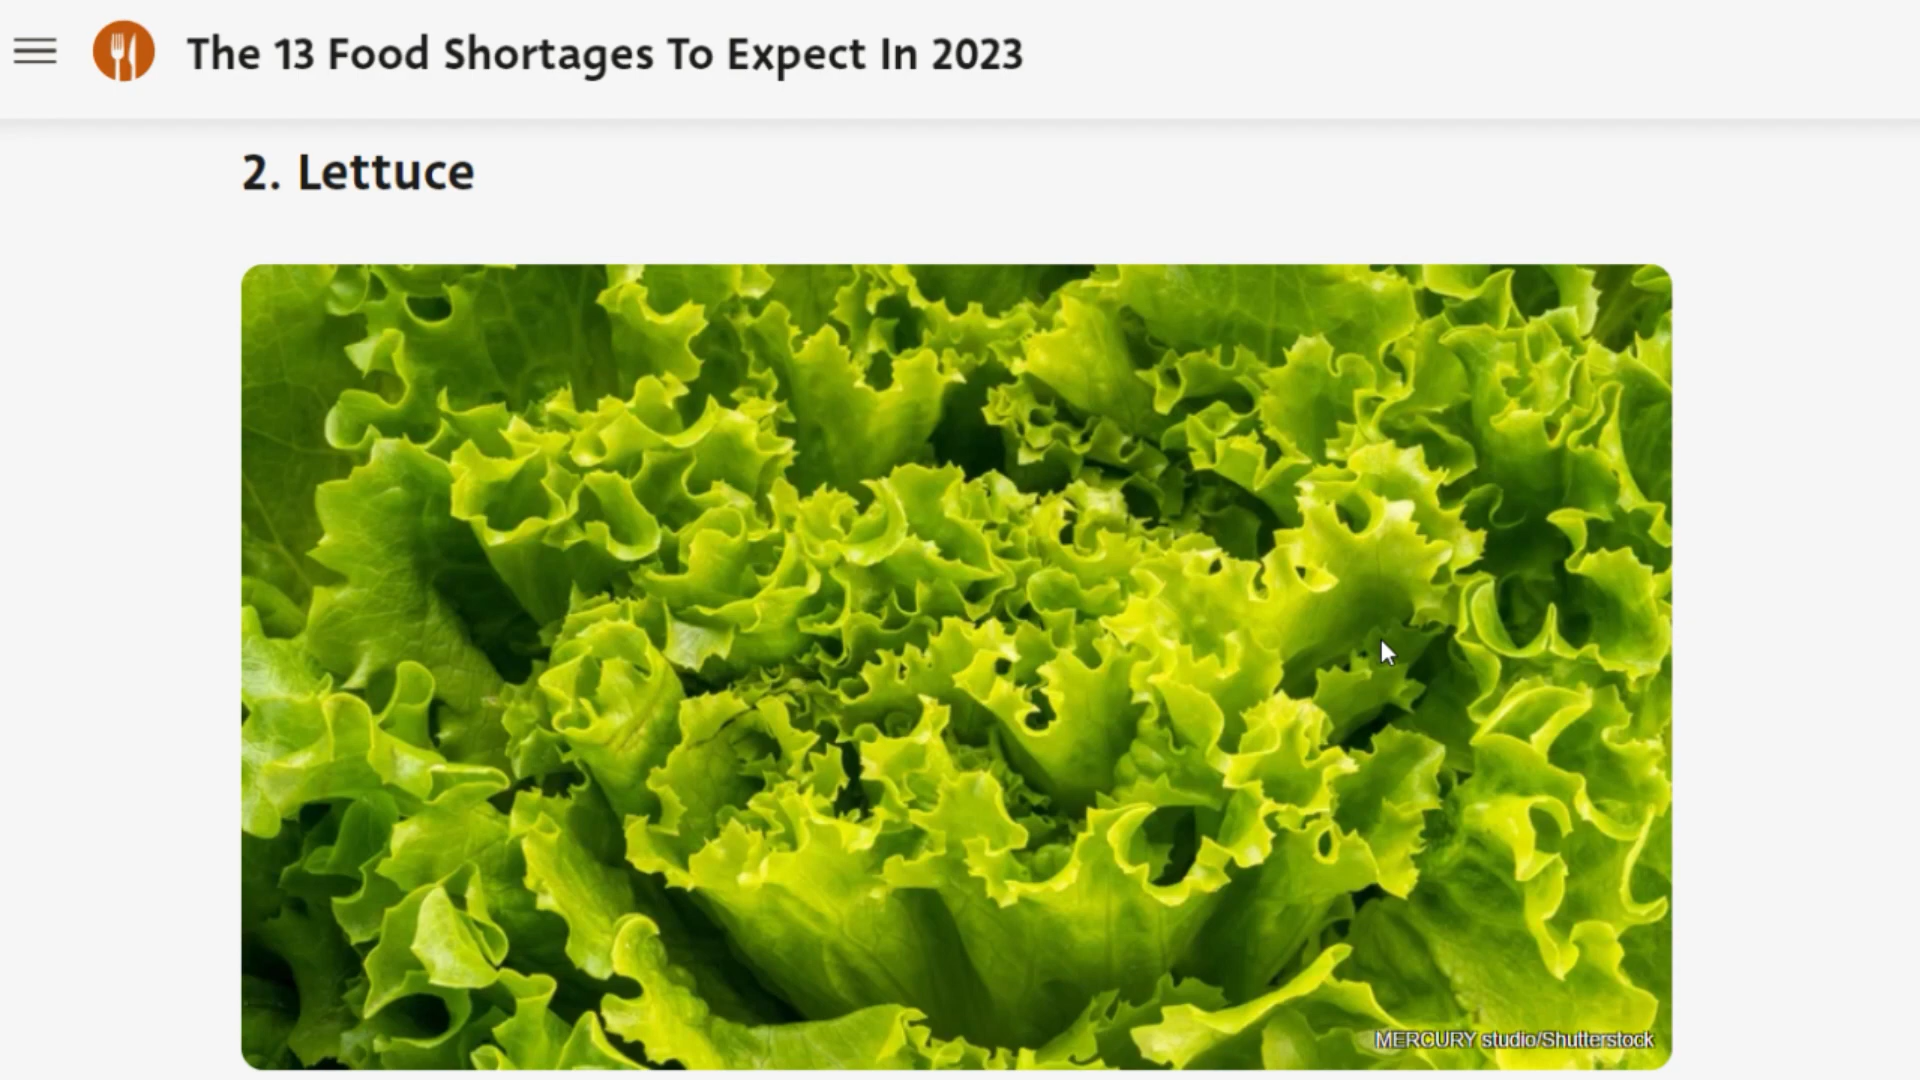 The 13 Food Shortages To Expect In 2023
2. Lettuce
MERCURY studio/Shutterstock